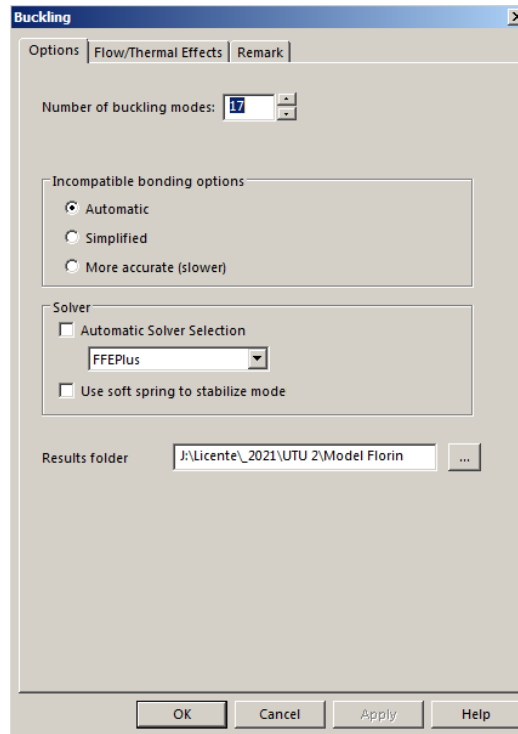 Buckling
Options Flow/Thermal Effects Remark
Number of buckling modes: 17
Incompatible bonding options
Automatic
Simplified
More accurate (slower)
Solver
Automatic Solver Selection
FFEPlus
Use soft spring to stabilize mode
Results folder J:\Licente\_2021\UTU 2\Model Florin ...
OK Cancel Apply Help